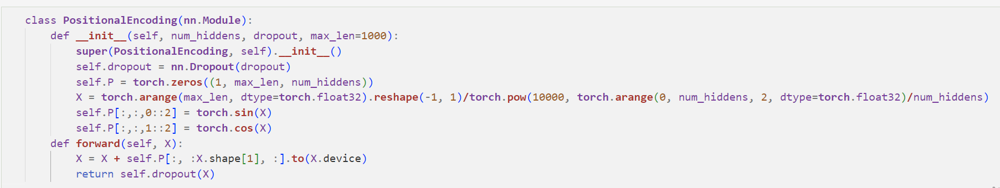 class PositionalEncoding(nn.Module):
    def __init__(self, num_hiddens, dropout, max_len=1000):
        super(PositionalEncoding, self).__init__()
        self.dropout = nn.Dropout(dropout)
        self.P = torch.zeros((1, max_len, num_hiddens))
        X = torch.arange(max_len, dtype=torch.float32).reshape(-1, 1)/torch.pow(10000, torch.arange(0, num_hiddens, 2, dtype=torch.float32)/num_hiddens)
        self.P[:,:,0::2] = torch.sin(X)
        self.P[:,:,1::2] = torch.cos(X)
    def forward(self, X):
        X = X + self.P[:, :X.shape[1], :].to(X.device)
        return self.dropout(X)